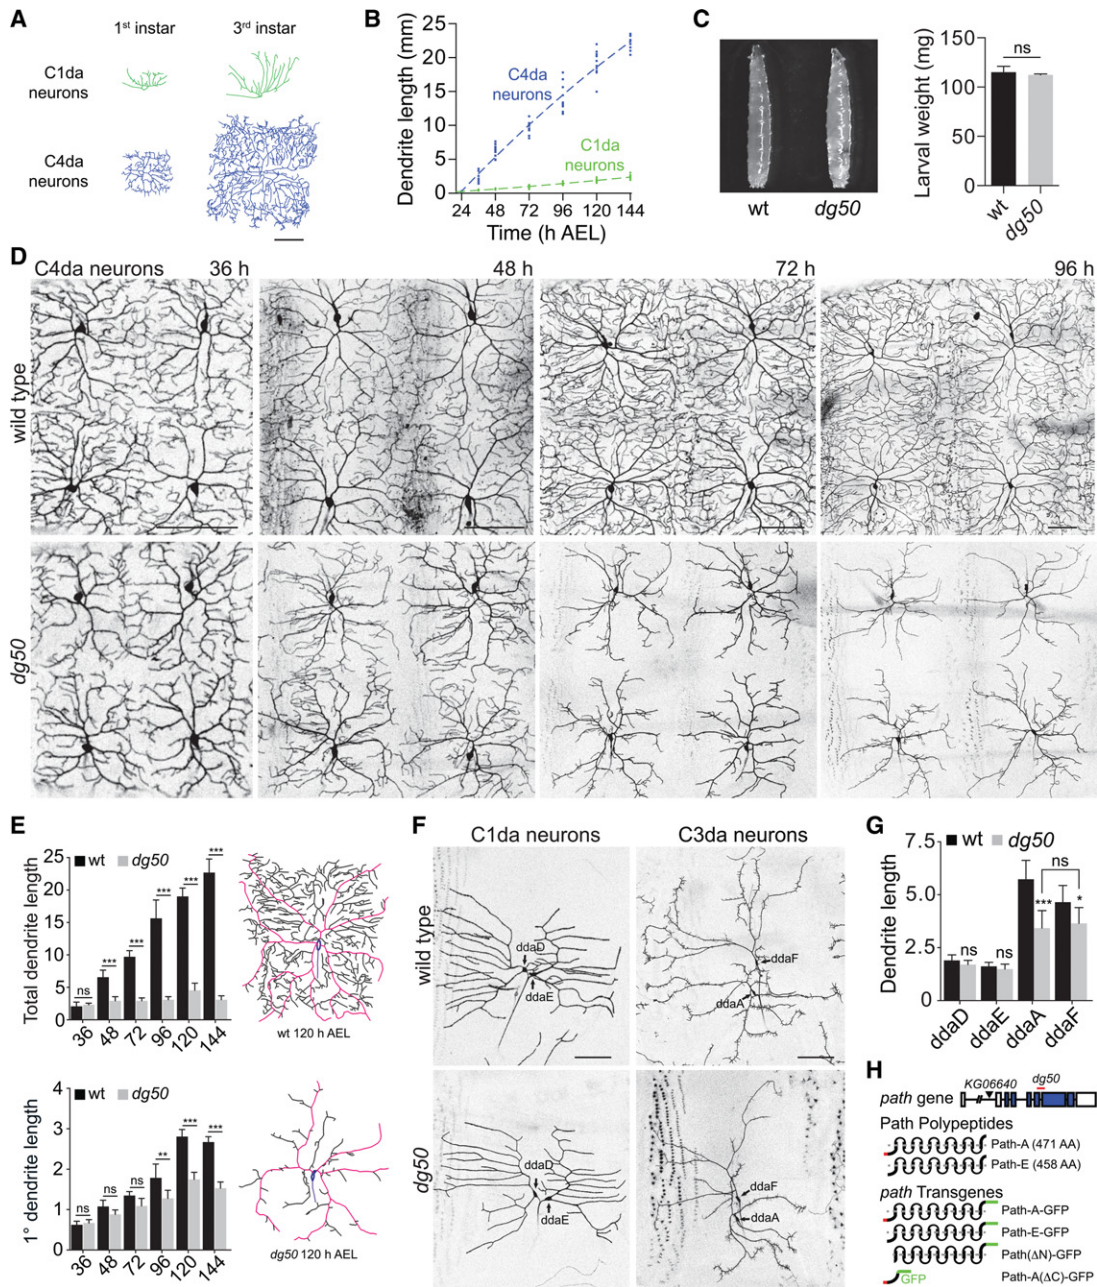 A
1st instar
3rd instar
C1da neurons
C4da neurons
B
Dendrite length (mm)
25
20
15
10
5
0
C4da neurons
C1da neurons
24 48 72 96 120 144
Time (h AEL)
C
wt
dg50
Larval weight (mg)
150
100
50
0
ns
wt
dg50
D
C4da neurons
36 h
48 h
72 h
96 h
wild type
dg50
E
wt
dg50
Total dendrite length
25
20
15
10
5
0
ns *** *** *** *** ***
36 48 72 96 120 144
wt 120 h AEL
1° dendrite length
4
3
2
1
0
wt
dg50
ns ns ns ** *** ***
36 48 72 96 120 144
dg50 120 h AEL
F
C1da neurons
C3da neurons
wild type
ddaD
ddaE
ddaF
ddaA
dg50
ddaD
ddaE
ddaF
ddaA
G
wt
dg50
Dendrite length
7.5
5.0
2.5
0
ns
ns
***
ns
*
ddaD
ddaE
ddaA
ddaF
H
KG06640
dg50
path gene
Path Polypeptides
Path-A (471 AA)
Path-E (458 AA)
path Transgenes
Path-A-GFP
Path-E-GFP
Path(ΔN)-GFP
GFP
Path-A(ΔC)-GFP